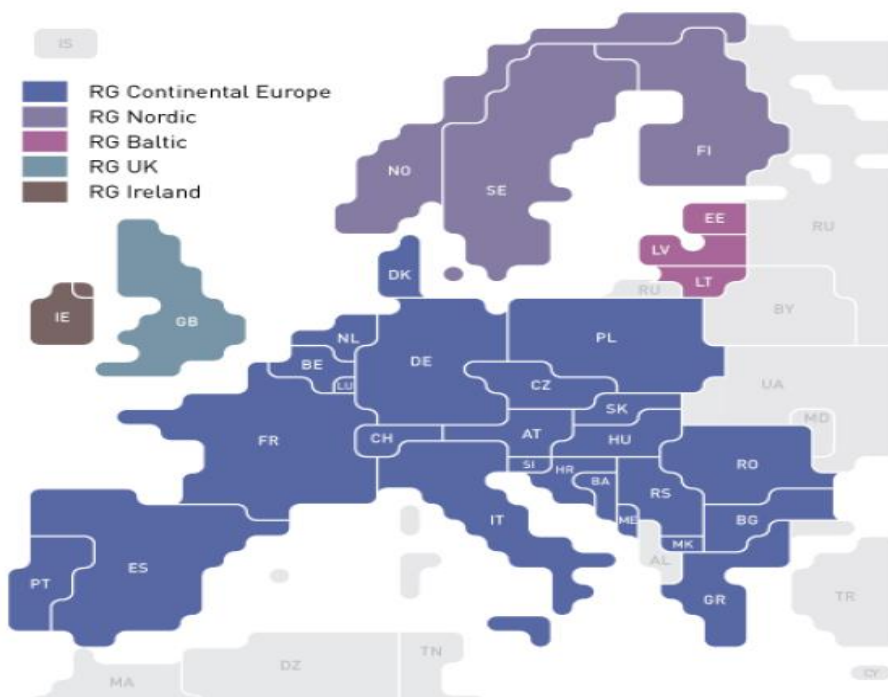 IS
RG Continental Europe
RG Nordic
RG Baltic
RG UK
RG Ireland
NO
SE
FI
EE
LV
LT
RU
RU
DK
IE
GB
NL
BE
LU
DE
PL
BY
CZ
SK
UA
MD
FR
CH
AT
HU
SI
HR
BA
RS
RO
IT
ME
MK
BG
AL
GR
PT
ES
TR
CY
MA
DZ
TN